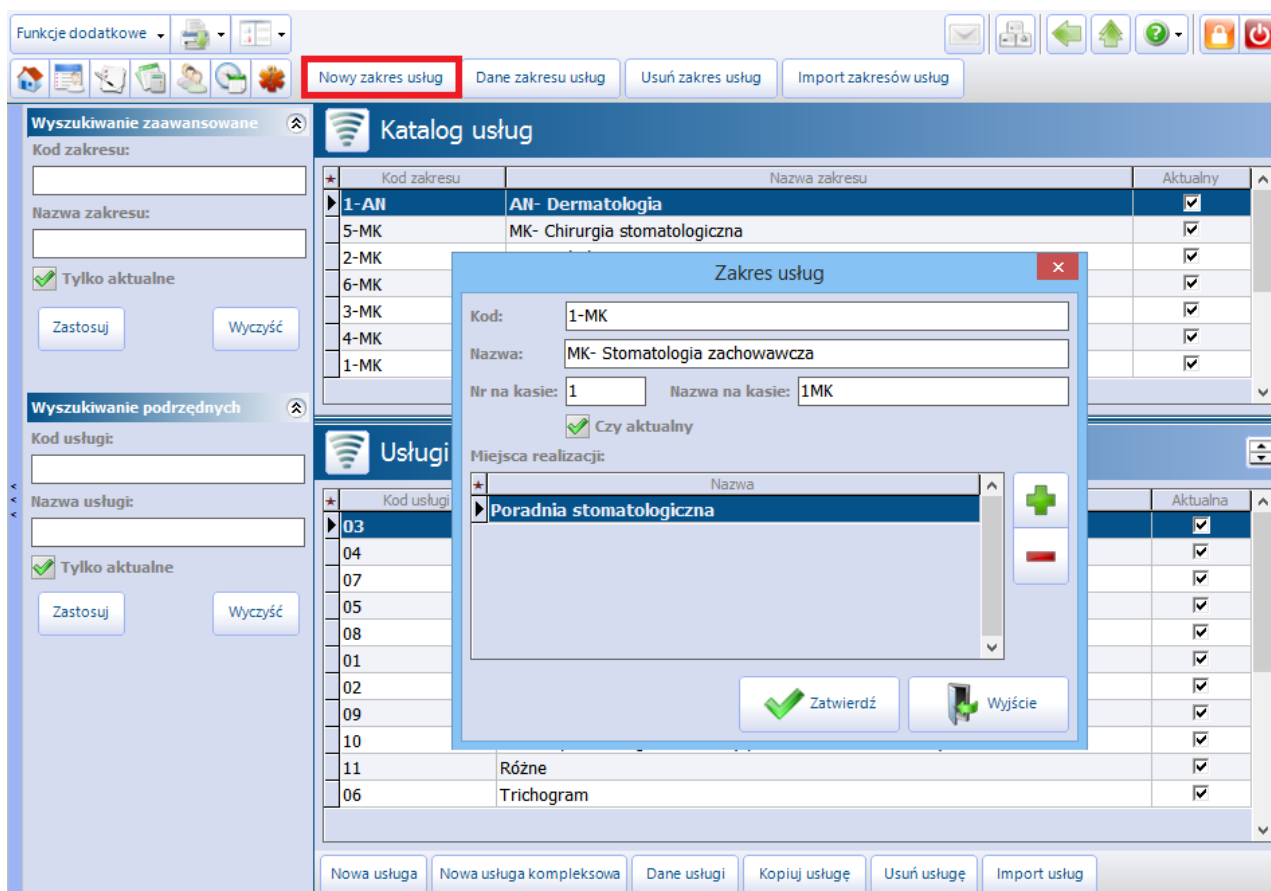 Funkcje dodatkowe
Nowy zakres usług
Dane zakresu usług
Usuń zakres usług
Import zakresów usług
Wyszukiwanie zaawansowane
Kod zakresu:
Nazwa zakresu:
Tylko aktualne
Zastosuj
Wyczyść
Wyszukiwanie podrzędnych
Kod usługi:
Nazwa usługi:
Tylko aktualne
Zastosuj
Wyczyść
Katalog usług
Kod zakresu Nazwa zakresu Aktualny
1-AN AN- Dermatologia
5-MK MK- Chirurgia stomatologiczna
2-MK
6-MK
3-MK
4-MK
1-MK
Usługi
Kod usługi Aktualna
03
04
07
05
08
01
02
09
10
11 Różne
06 Trichogram
Zakres usług
Kod: 1-MK
Nazwa: MK- Stomatologia zachowawcza
Nr na kasie: 1 Nazwa na kasie: 1MK
Czy aktualny
Miejsca realizacji:
Nazwa
Poradnia stomatologiczna
Zatwierdź
Wyjście
Nowa usługa
Nowa usługa kompleksowa
Dane usługi
Kopiuj usługę
Usuń usługę
Import usług